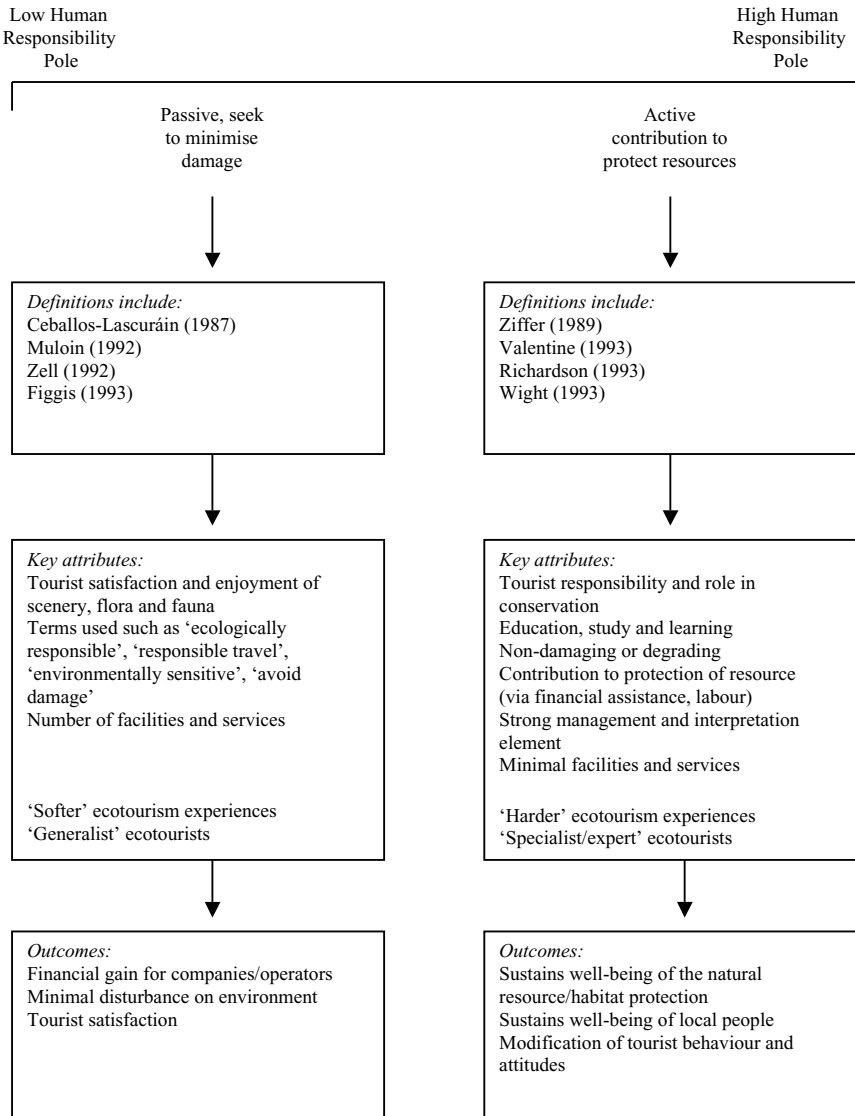 Low Human
Responsibility
Pole
High Human
Responsibility
Pole
Passive, seek
to minimise
damage
Active
contribution to
protect resources
Definitions include:
Ceballos-Lascuráin (1987)
Muloin (1992)
Zell (1992)
Figgis (1993)
Definitions include:
Ziffer (1989)
Valentine (1993)
Richardson (1993)
Wight (1993)
Key attributes:
Tourist satisfaction and enjoyment of
scenery, flora and fauna
Terms used such as ‘ecologically
responsible’, ‘responsible travel’,
‘environmentally sensitive’, ‘avoid
damage’
Number of facilities and services
‘Softer’ ecotourism experiences
‘Generalist’ ecotourists
Key attributes:
Tourist responsibility and role in
conservation
Education, study and learning
Non-damaging or degrading
Contribution to protection of resource
(via financial assistance, labour)
Strong management and interpretation
element
Minimal facilities and services
‘Harder’ ecotourism experiences
‘Specialist/expert’ ecotourists
Outcomes:
Financial gain for companies/operators
Minimal disturbance on environment
Tourist satisfaction
Outcomes:
Sustains well-being of the natural
resource/habitat protection
Sustains well-being of local people
Modification of tourist behaviour and
attitudes